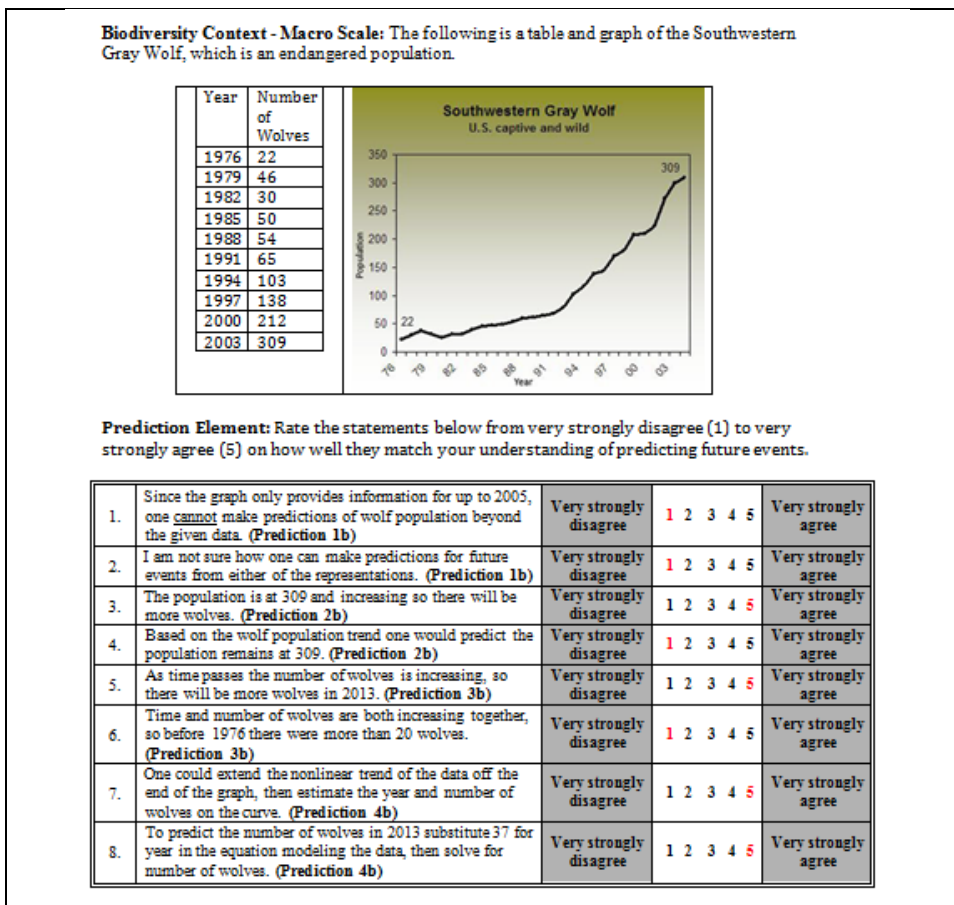 Biodiversity Context - Macro Scale: The following is a table and graph of the Southwestern
Gray Wolf, which is an endangered population.
Year Number
of
Wolves
1976 22
1979 46
1982 30
1985 50
1988 54
1991 65
1994 103
1997 138
2000 212
2003 309
Southwestern Gray Wolf
U.S. captive and wild
350
300
250
200
150
100
50
0
Population
22
309
76 79 82 85 88 91 94 97 00 03
Year
Prediction Element: Rate the statements below from very strongly disagree (1) to very
strongly agree (5) on how well they match your understanding of predicting future events.
1.
Since the graph only provides information for up to 2005,
one cannot make predictions of wolf population beyond
the given data. (Prediction 1b)
Very strongly
disagree
1 2 3 4 5
Very strongly
agree
2.
I am not sure how one can make predictions for future
events from either of the representations. (Prediction 1b)
Very strongly
disagree
1 2 3 4 5
Very strongly
agree
3.
The population is at 309 and increasing so there will be
more wolves. (Prediction 2b)
Very strongly
disagree
1 2 3 4 5
Very strongly
agree
4.
Based on the wolf population trend one would predict the
population remains at 309. (Prediction 2b)
Very strongly
disagree
1 2 3 4 5
Very strongly
agree
5.
As time passes the number of wolves is increasing, so
there will be more wolves in 2013. (Prediction 3b)
Very strongly
disagree
1 2 3 4 5
Very strongly
agree
6.
Time and number of wolves are both increasing together,
so before 1976 there were more than 20 wolves.
(Prediction 3b)
Very strongly
disagree
1 2 3 4 5
Very strongly
agree
7.
One could extend the nonlinear trend of the data off the
end of the graph, then estimate the year and number of
wolves on the curve. (Prediction 4b)
Very strongly
disagree
1 2 3 4 5
Very strongly
agree
8.
To predict the number of wolves in 2013 substitute 37 for
year in the equation modeling the data, then solve for
number of wolves. (Prediction 4b)
Very strongly
disagree
1 2 3 4 5
Very strongly
agree